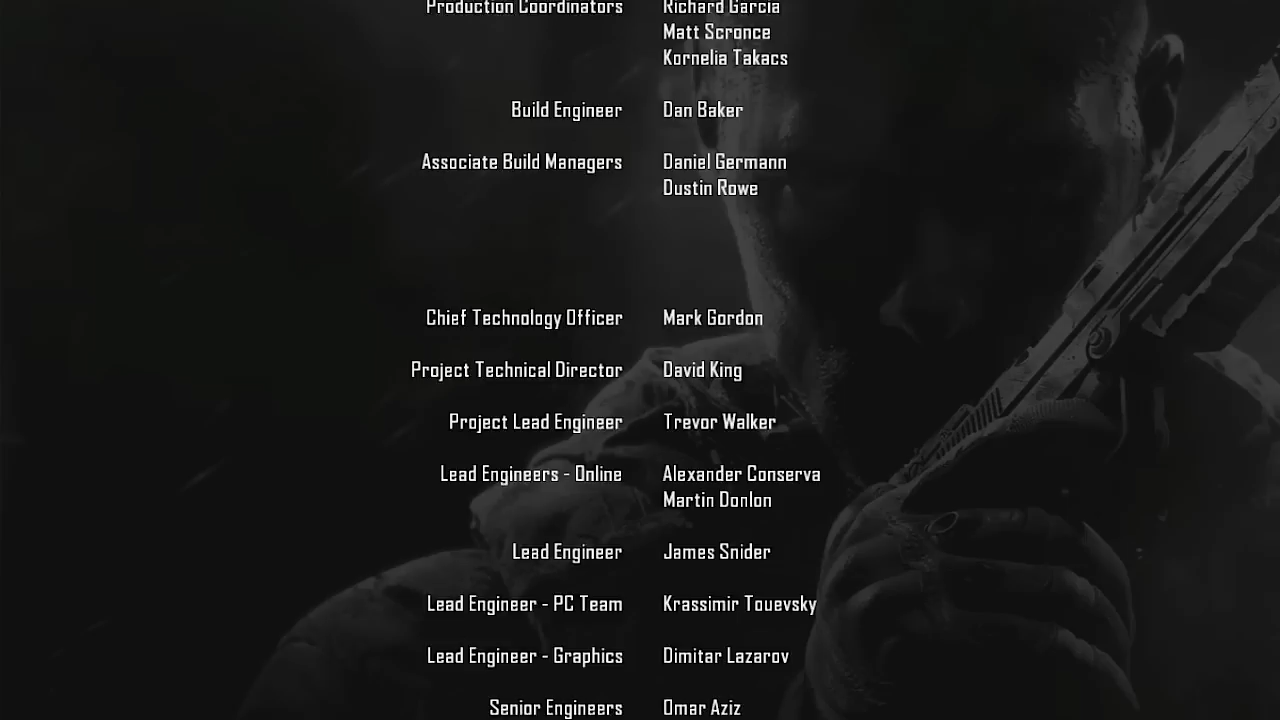 Production Coordinators Richard Garcia
Matt Scronce
Kornelia Takacs
Build Engineer Dan Baker
Associate Build Managers Daniel Germann
Dustin Rowe
Chief Technology Officer Mark Gordon
Project Technical Director David King
Project Lead Engineer Trevor Walker
Lead Engineers - Online Alexander Conserva
Martin Donlon
Lead Engineer James Snider
Lead Engineer - PC Team Krassimir Touevsky
Lead Engineer - Graphics Dimitar Lazarov
Senior Engineers Omar Aziz